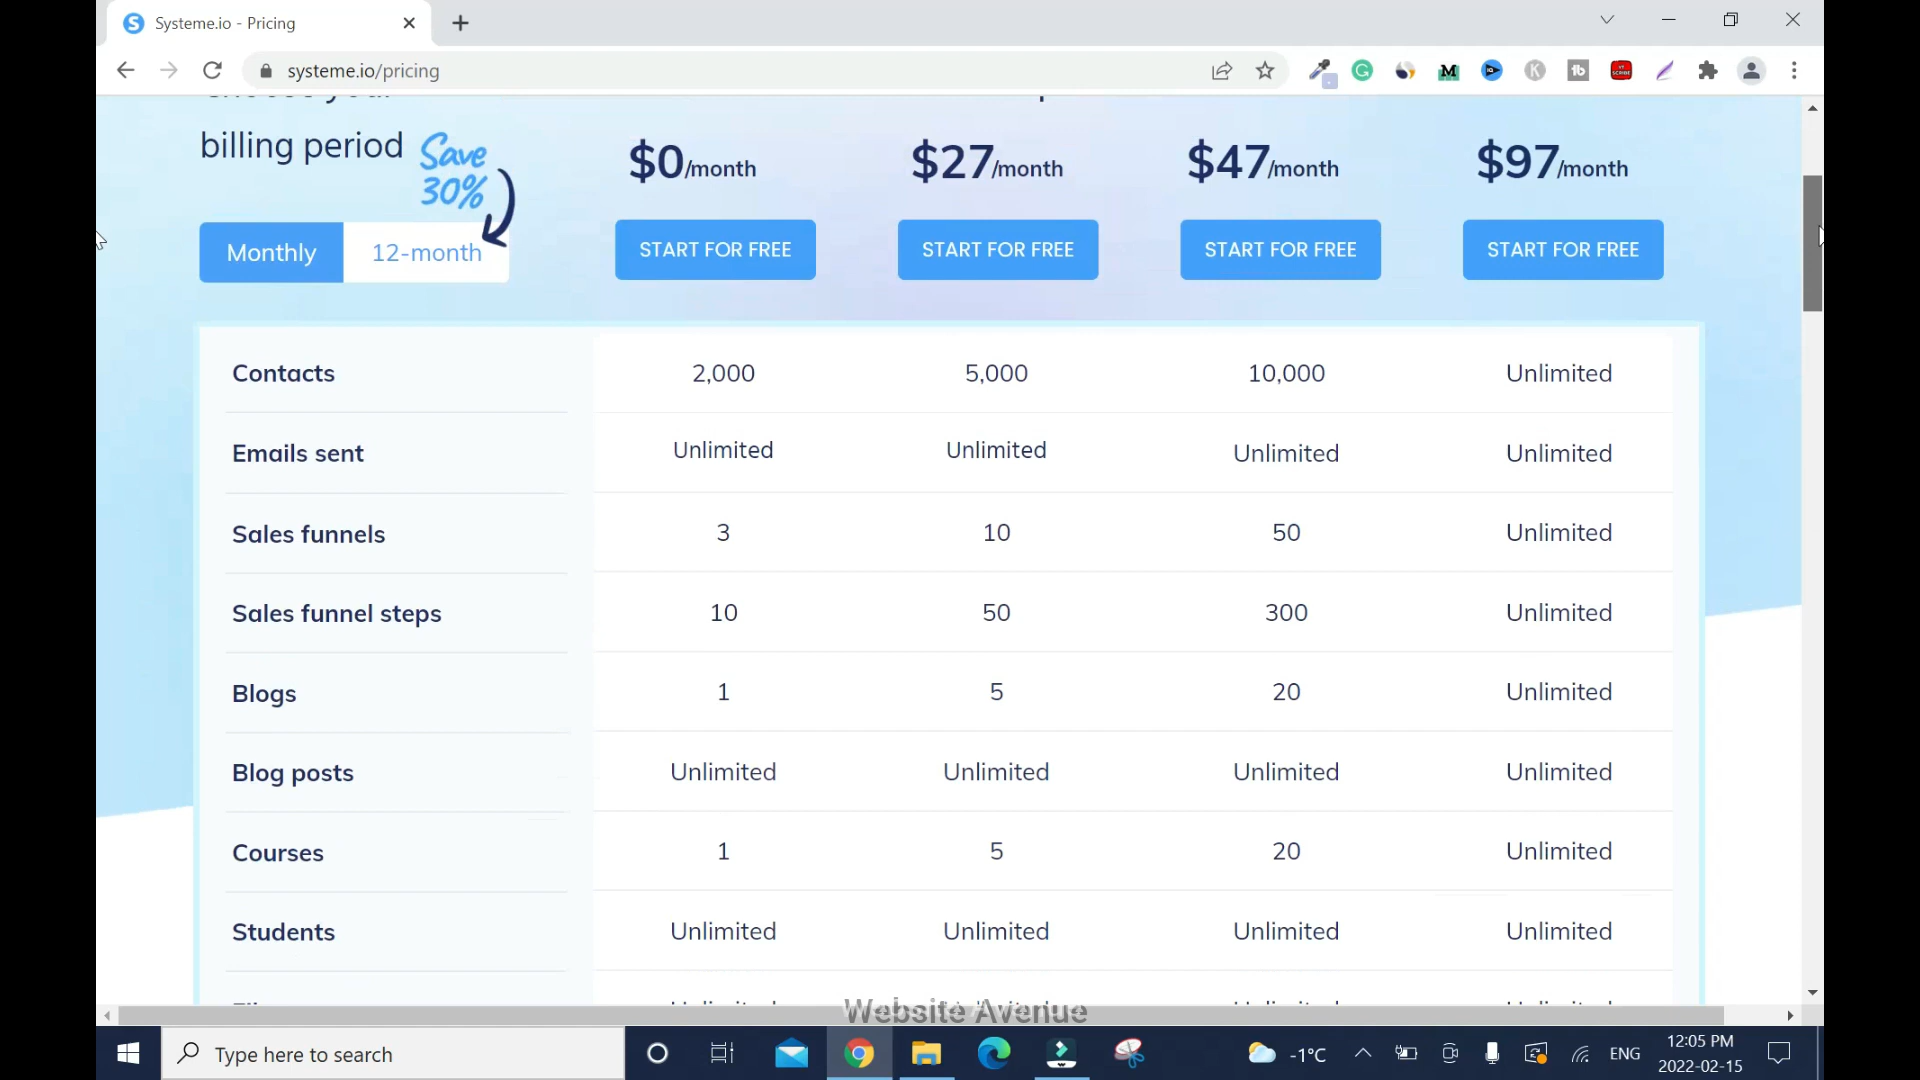 Systeme.io - Pricing
systeme.io/pricing
billing period
Save
30%
Monthly
12-month
$0/month
$27/month
$47/month
$97/month
START FOR FREE
START FOR FREE
START FOR FREE
START FOR FREE
Contacts 2,000 5,000 10,000 Unlimited
Emails sent Unlimited Unlimited Unlimited Unlimited
Sales funnels 3 10 50 Unlimited
Sales funnel steps 10 50 300 Unlimited
Blogs 1 5 20 Unlimited
Blog posts Unlimited Unlimited Unlimited Unlimited
Courses 1 5 20 Unlimited
Students Unlimited Unlimited Unlimited Unlimited
Website Avenue
Type here to search
-1°C
ENG
12:05 PM
2022-02-15